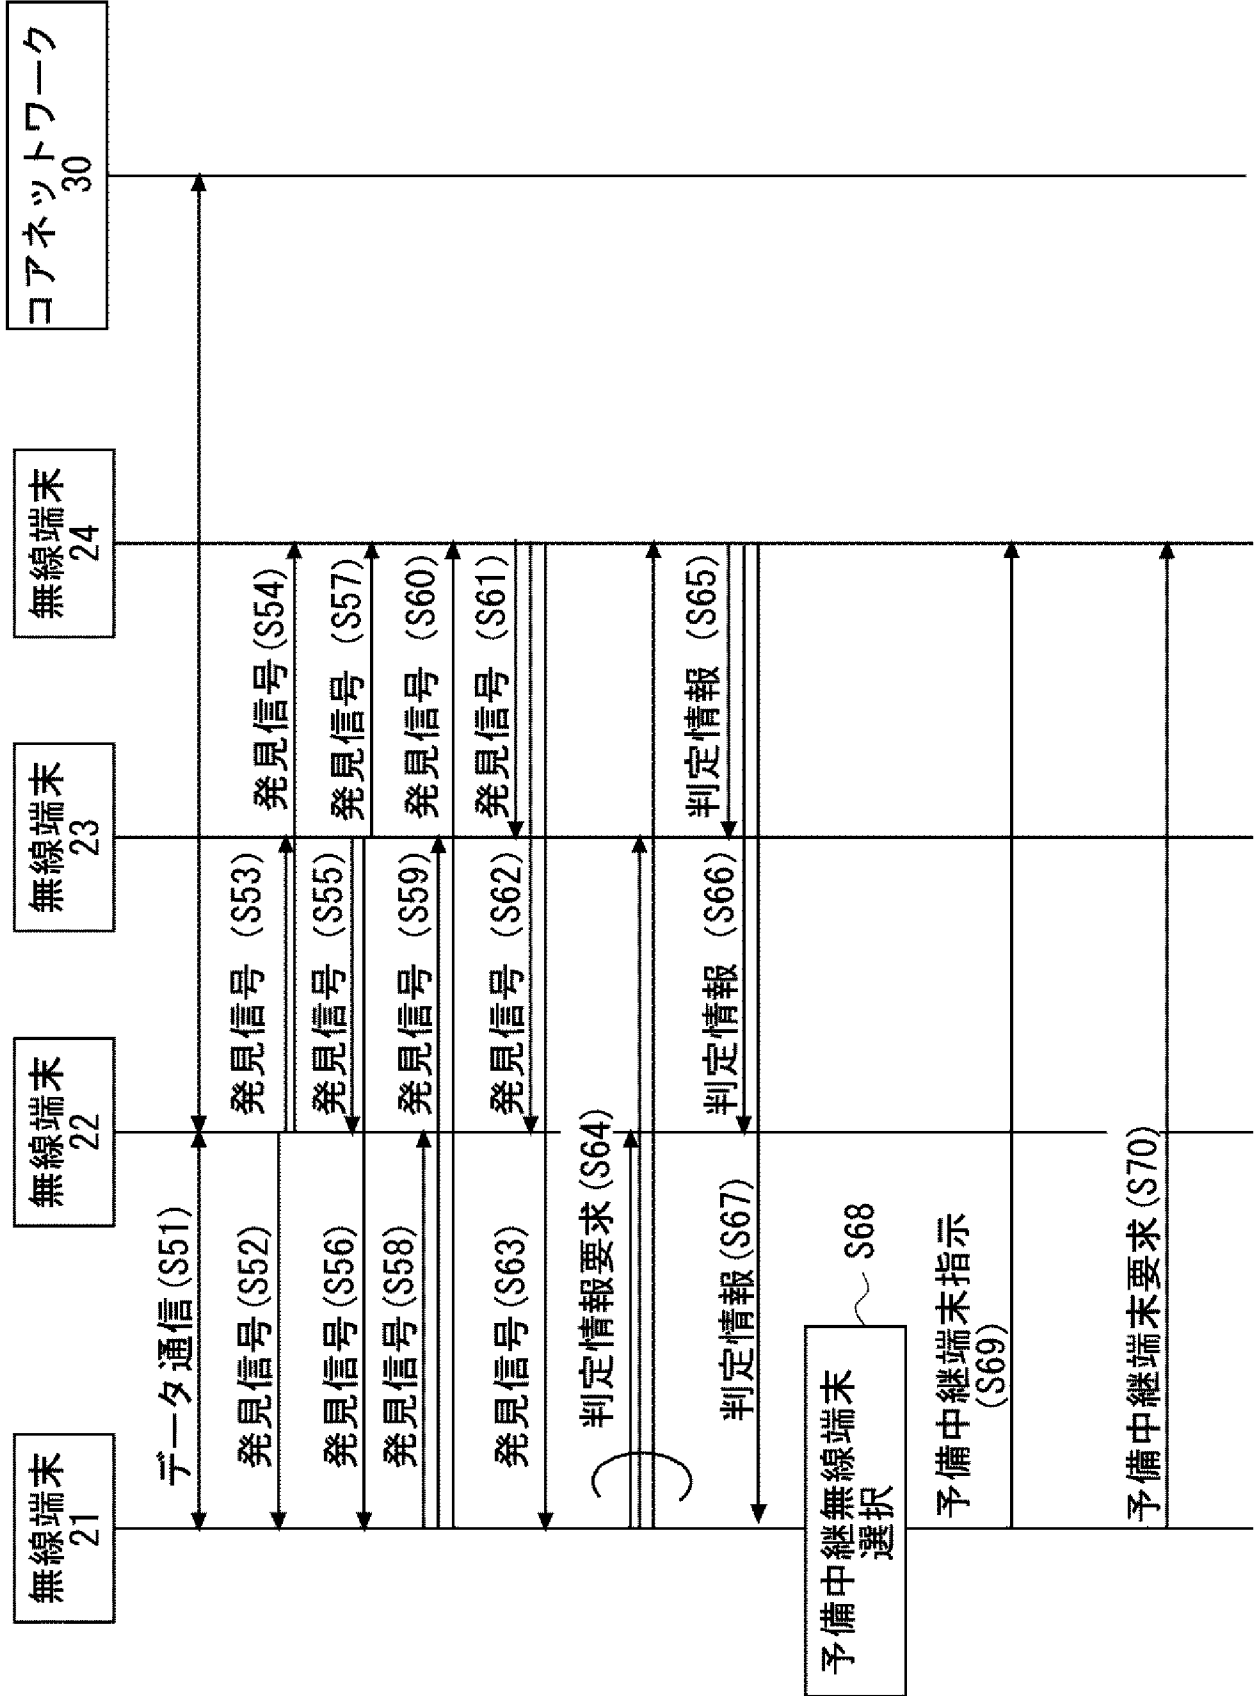 無線端末
21
無線端末
22
無線端末
23
無線端末
24
コアネットワーク
30
データ通信(S51)
発見信号(S52)
発見信号 (S53)
発見信号(S54)
発見信号 (S55)
発見信号(S56)
発見信号 (S57)
発見信号(S58)
発見信号 (S59)
発見信号 (S60)
発見信号 (S61)
発見信号 (S62)
発見信号(S63)
判定情報要求(S64)
判定情報 (S65)
判定情報 (S66)
判定情報(S67)
予備中継無線端末
選択
S68
予備中継端末指示
(S69)
予備中継端末要求(S70)